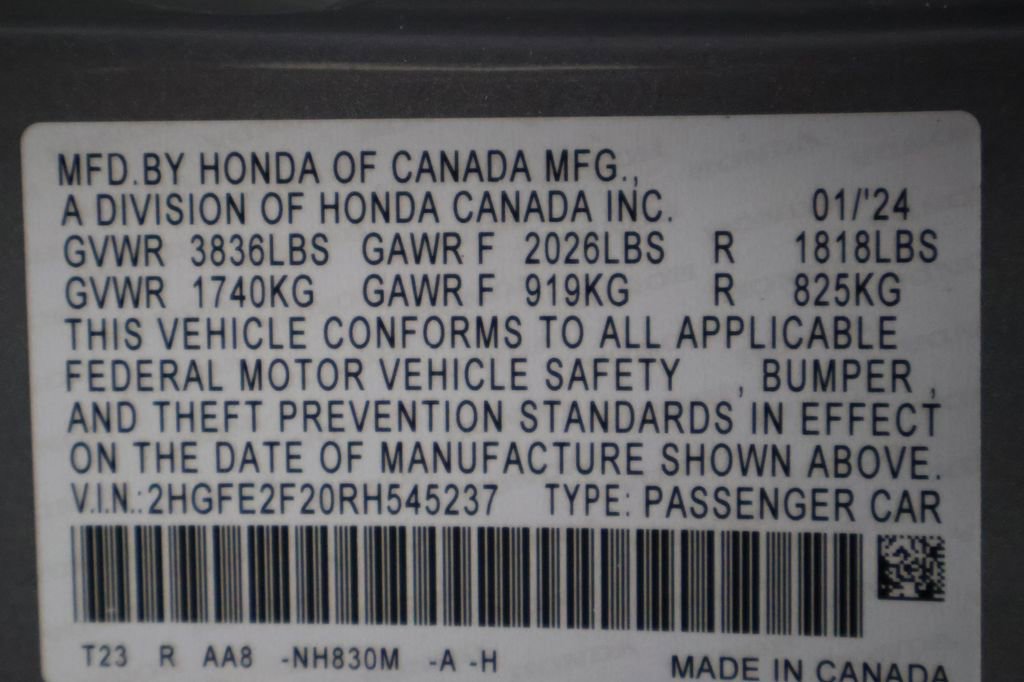 MFD.BY HONDA OF CANADA MFG.,
A DIVISION OF HONDA CANADA INC. 01/'24
GVWR 3836LBS GAWR F 2026LBS R 1818LBS
GVWR 1740KG GAWR F 919KG R 825KG
THIS VEHICLE CONFORMS TO ALL APPLICABLE
FEDERAL MOTOR VEHICLE SAFETY , BUMPER ,
AND THEFT PREVENTION STANDARDS IN EFFECT
ON THE DATE OF MANUFACTURE SHOWN ABOVE.
V.I.N.:2HGFE2F20RH545237 TYPE: PASSENGER CAR
T23 R AA8 -NH830M -A -H
MADE IN CANADA